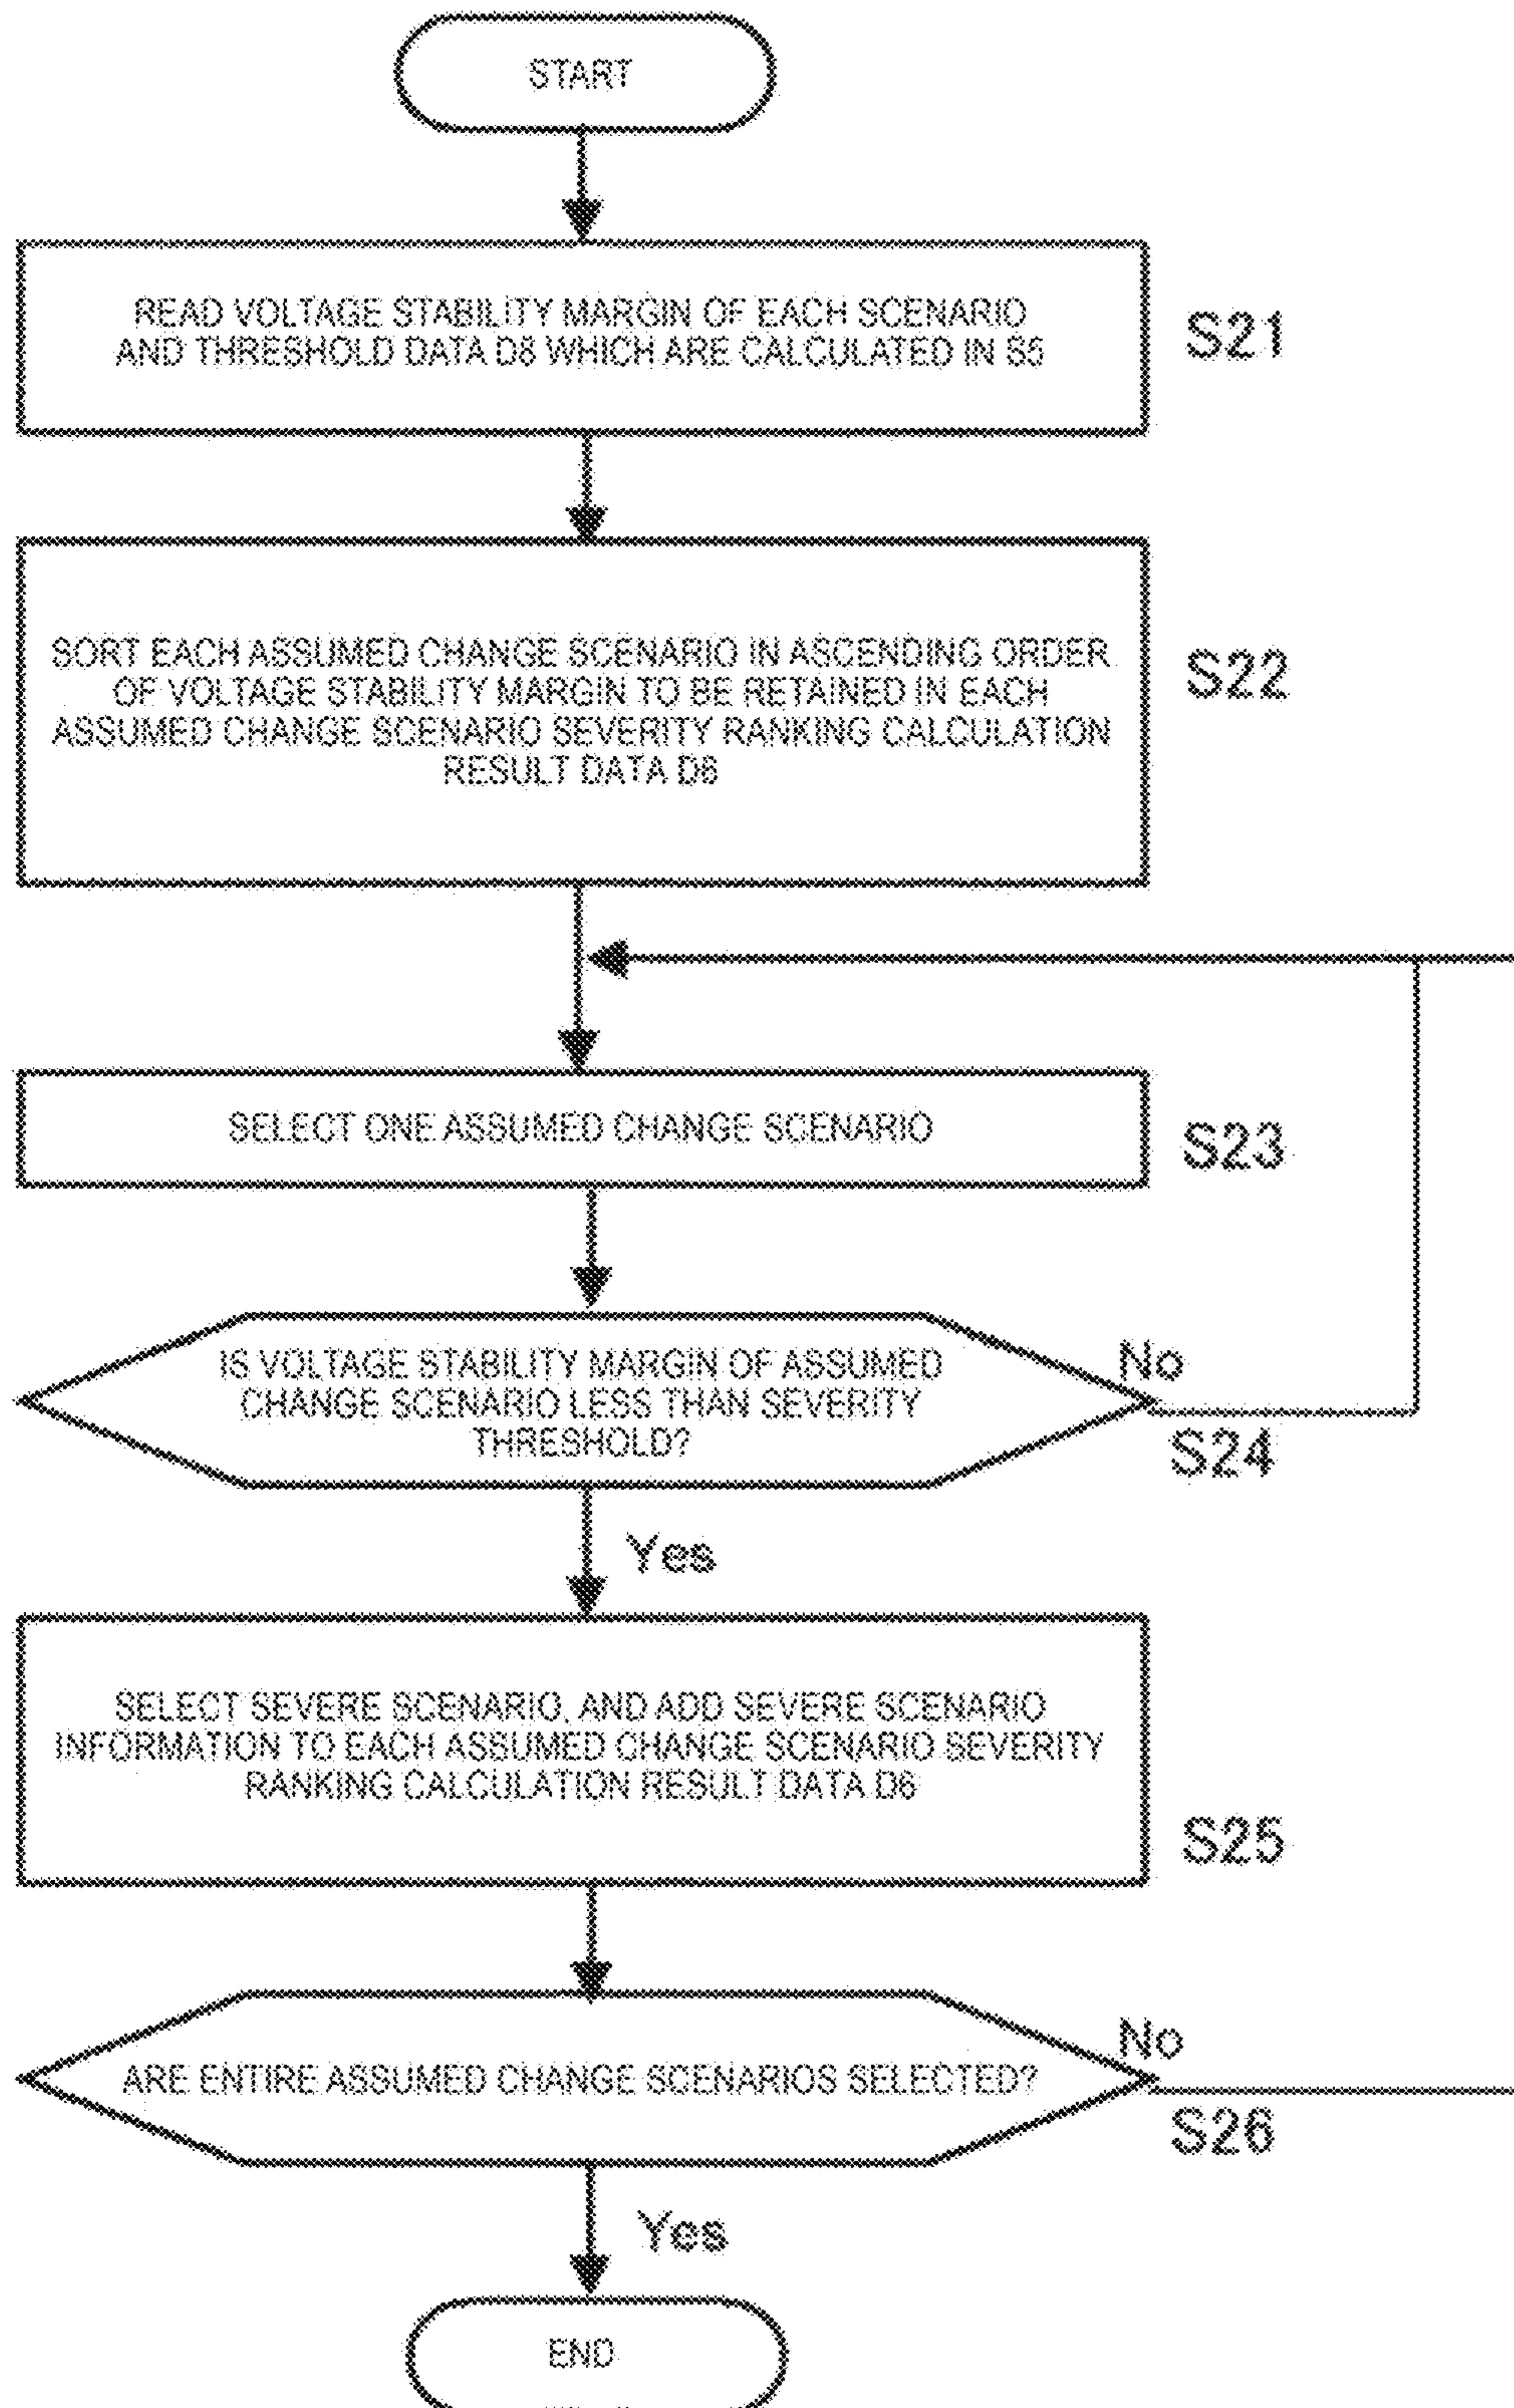 START
READ VOLTAGE STABILITY MARGIN OF EACH SCENARIO
AND THRESHOLD DATA D8 WHICH ARE CALCULATED IN S5
S21
SORT EACH ASSUMED CHANGE SCENARIO IN ASCENDING ORDER
OF VOLTAGE STABILITY MARGIN TO BE RETAINED IN EACH
ASSUMED CHANGE SCENARIO SEVERITY RANKING CALCULATION
RESULT DATA D6
S22
SELECT ONE ASSUMED CHANGE SCENARIO
S23
IS VOLTAGE STABILITY MARGIN OF ASSUMED
CHANGE SCENARIO LESS THAN SEVERITY
THRESHOLD?
No
S24
Yes
SELECT SEVERE SCENARIO, AND ADD SEVERE SCENARIO
INFORMATION TO EACH ASSUMED CHANGE SCENARIO SEVERITY
RANKING CALCULATION RESULT DATA D6
S25
ARE ENTIRE ASSUMED CHANGE SCENARIOS SELECTED?
No
S26
Yes
END